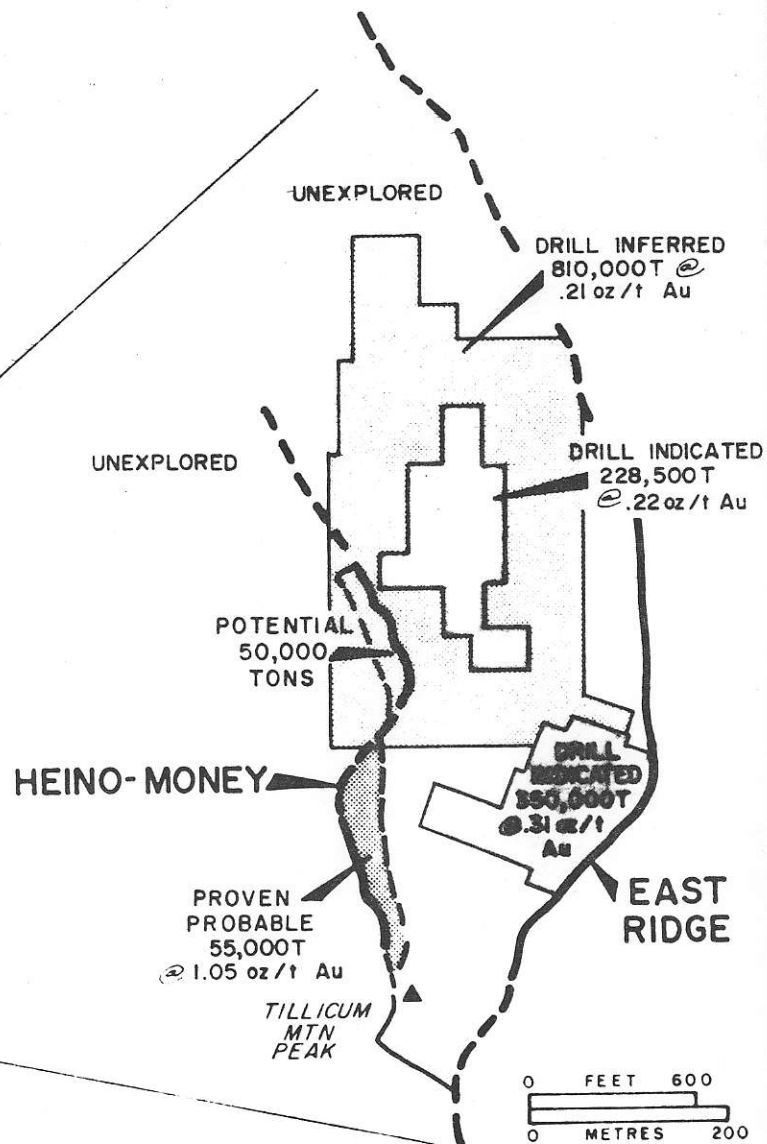 UNEXPLORED
DRILL INFERRED
810,000T @
.21 oz/t Au
UNEXPLORED
DRILL INDICATED
228,500T
@ .22 oz/t Au
POTENTIAL
50,000
TONS
DRILL
INDICATED
@ .31 oz/t
Au
HEINO-MONEY
EAST
RIDGE
PROVEN
PROBABLE
55,000T
@ 1.05 oz/t Au
TILLICUM
MTN
PEAK
0 FEET 600
0 METRES 200